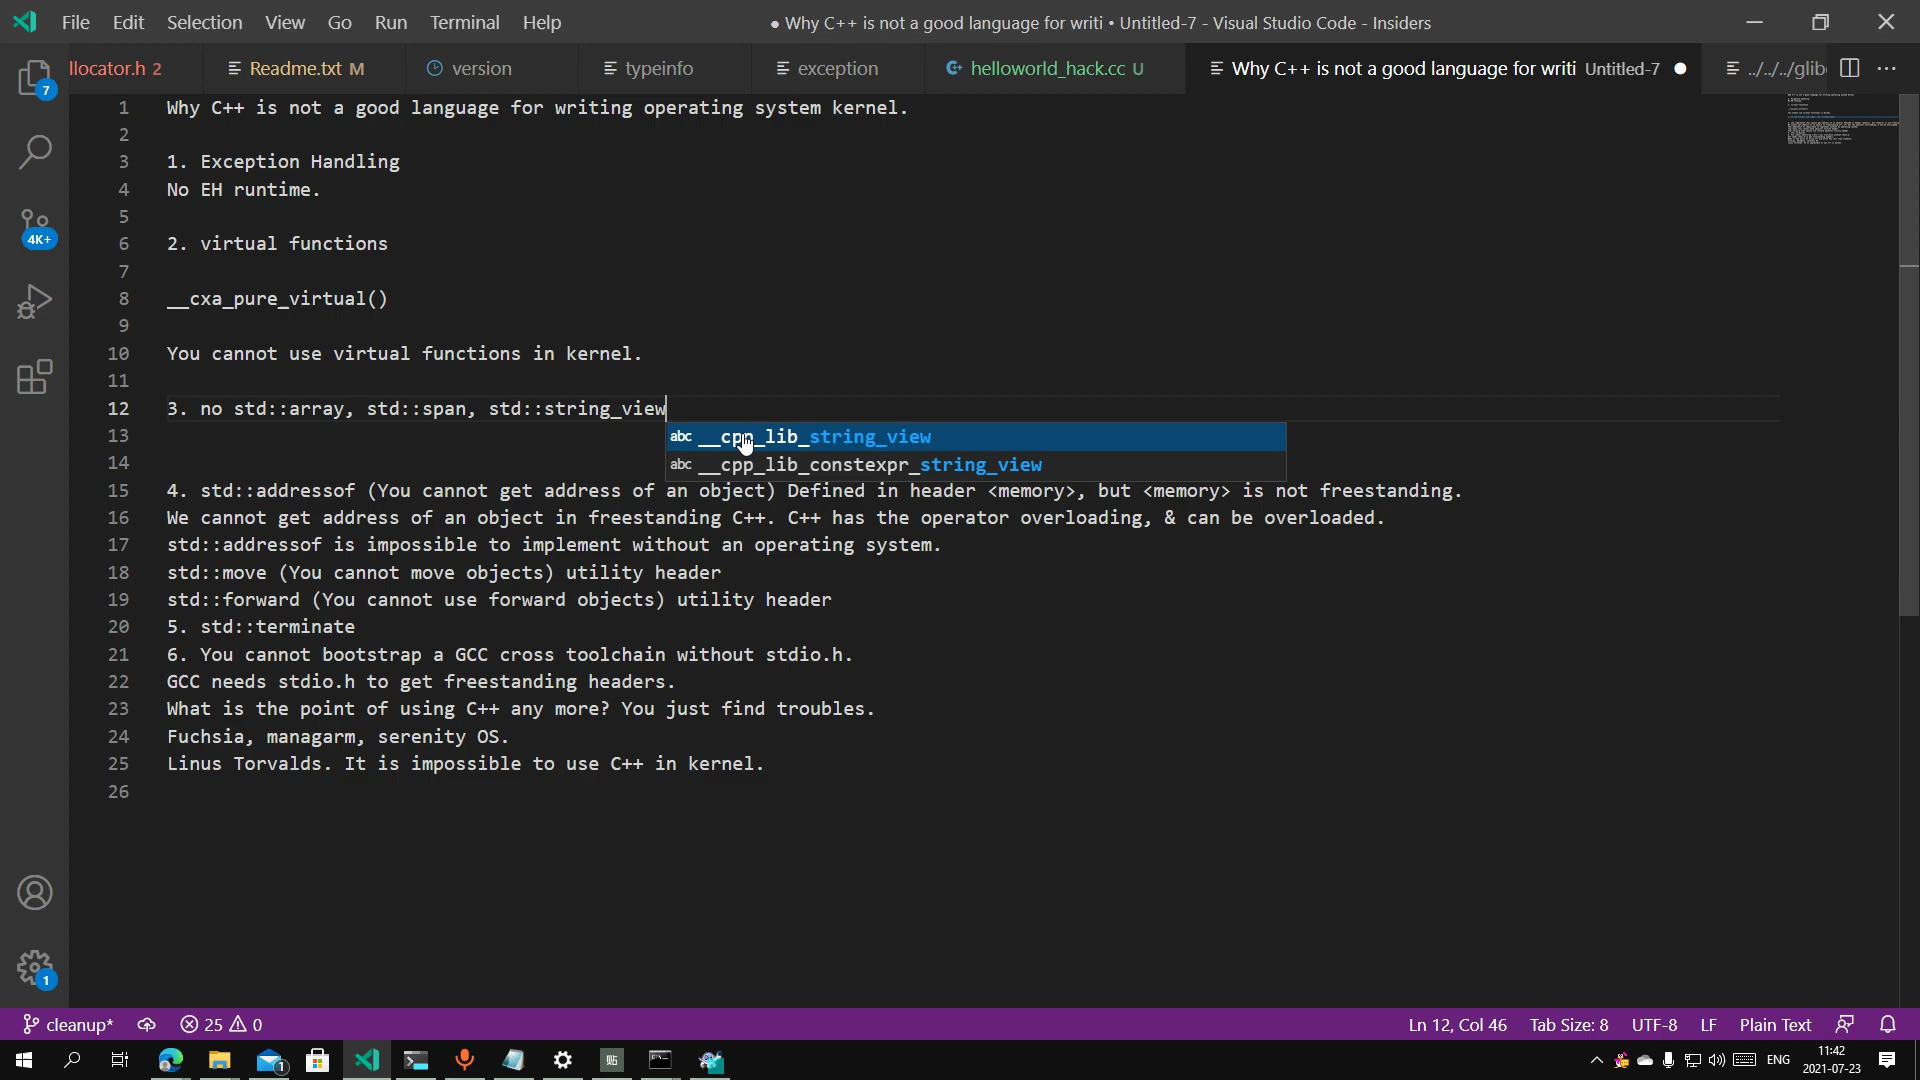 File Edit Selection View Go Run Terminal Help
● Why C++ is not a good language for writi • Untitled-7 - Visual Studio Code - Insiders
llocator.h 2 Readme.txt M version typeinfo exception helloworld_hack.cc U Why C++ is not a good language for writi Untitled-7 ../../../glib
7
4K+
1
1 Why C++ is not a good language for writing operating system kernel.
2
3 1. Exception Handling
4 No EH runtime.
5
6 2. virtual functions
7
8 __cxa_pure_virtual()
9
10 You cannot use virtual functions in kernel.
11
12 3. no std::array, std::span, std::string_view
13
abc __cpp_lib_string_view
14
abc __cpp_lib_constexpr_string_view
15 4. std::addressof (You cannot get address of an object) Defined in header <memory>, but <memory> is not freestanding.
16 We cannot get address of an object in freestanding C++. C++ has the operator overloading, & can be overloaded.
17 std::addressof is impossible to implement without an operating system.
18 std::move (You cannot move objects) utility header
19 std::forward (You cannot use forward objects) utility header
20 5. std::terminate
21 6. You cannot bootstrap a GCC cross toolchain without stdio.h.
22 GCC needs stdio.h to get freestanding headers.
23 What is the point of using C++ any more? You just find troubles.
24 Fuchsia, managarm, serenity OS.
25 Linus Torvalds. It is impossible to use C++ in kernel.
26
cleanup* 25 0 Ln 12, Col 46 Tab Size: 8 UTF-8 LF Plain Text
1 贴 ENG 11:42
2021-07-23